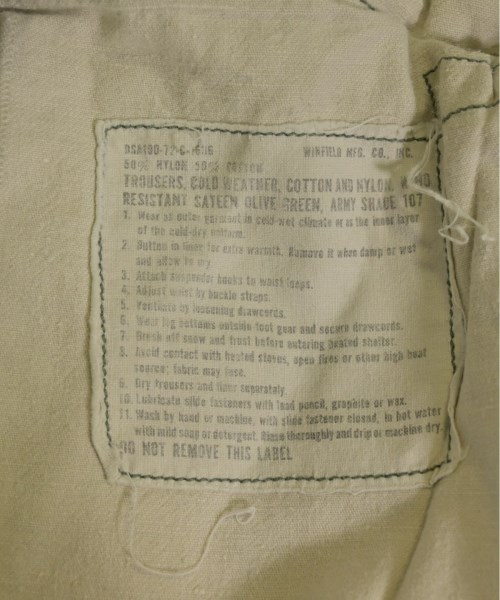 DSA100-72-C- WINFIELD MFG. CO., INC.
50% NYLON 50% COTTON
TROUSERS, COLD WEATHER, COTTON AND NYLON, WIND
RESISTANT SATEEN OLIVE GREEN, ARMY SHADE 107
1. Wear as outer garment in cold-wet climate or as the inner layer
of the cold-dry uniform.
2. Button in liner for extra warmth. Remove it when damp or wet
and allow to dry.
3. Attach suspender hooks to waist loops.
4. Adjust waist by buckle straps.
5. Ventilate by loosening drawcords.
6. Wear leg bottoms outside foot gear and secure drawcords.
7. Brush off snow and frost before entering heated shelter.
8. Avoid contact with heated stoves, open fires or other high heat
source; fabric may fuse.
9. Dry trousers and liner separately.
10. Lubricate slide fasteners with lead pencil, graphite or wax.
11. Wash by hand or machine, with slide fastener closed, in hot water
with mild soap or detergent. Rinse thoroughly and drip or machine dry.
DO NOT REMOVE THIS LABEL